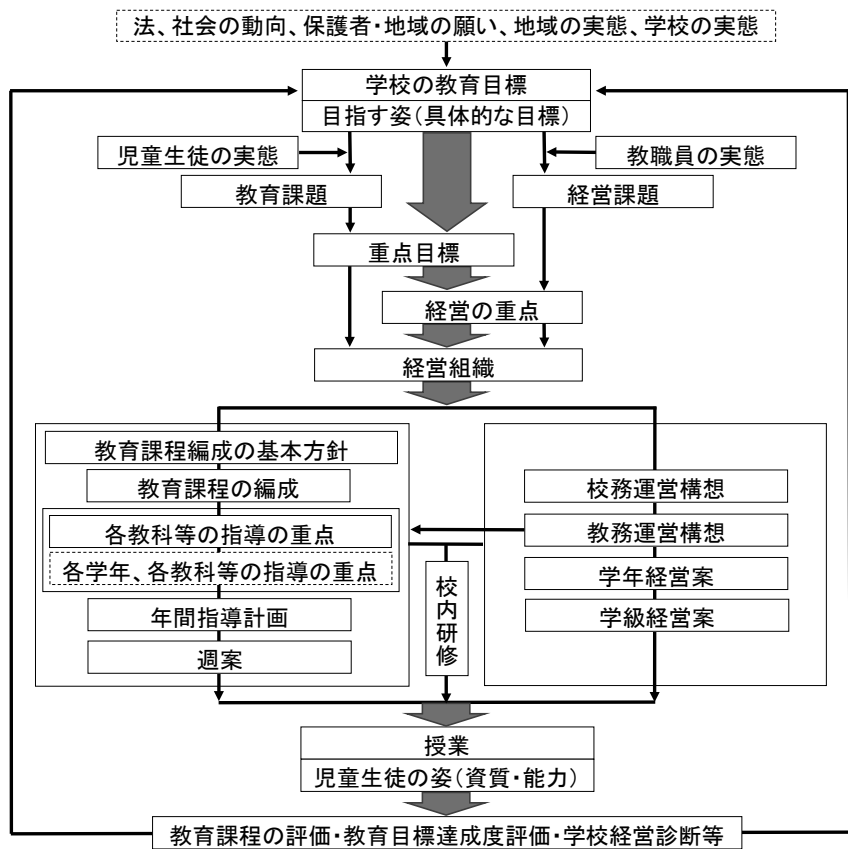 法、社会の動向、保護者・地域の願い、地域の実態、学校の実態
学校の教育目標
目指す姿(具体的な目標)
児童生徒の実態
教職員の実態
教育課題
経営課題
重点目標
経営の重点
経営組織
教育課程編成の基本方針
教育課程の編成
各教科等の指導の重点
各学年、各教科等の指導の重点
年間指導計画
週案
校内研修
校務運営構想
教務運営構想
学年経営案
学級経営案
授業
児童生徒の姿(資質・能力)
教育課程の評価・教育目標達成度評価・学校経営診断等